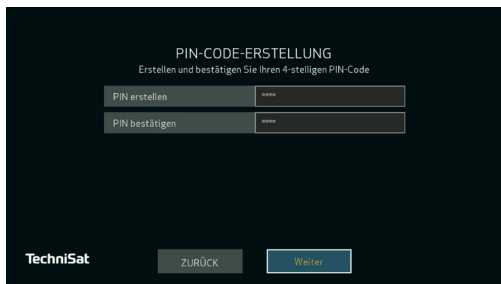 PIN-CODE-ERSTELLUNG
Erstellen und bestätigen Sie Ihren 4-stelligen PIN-Code
PIN erstellen ****
PIN bestätigen ****
TechniSat ZURÜCK Weiter